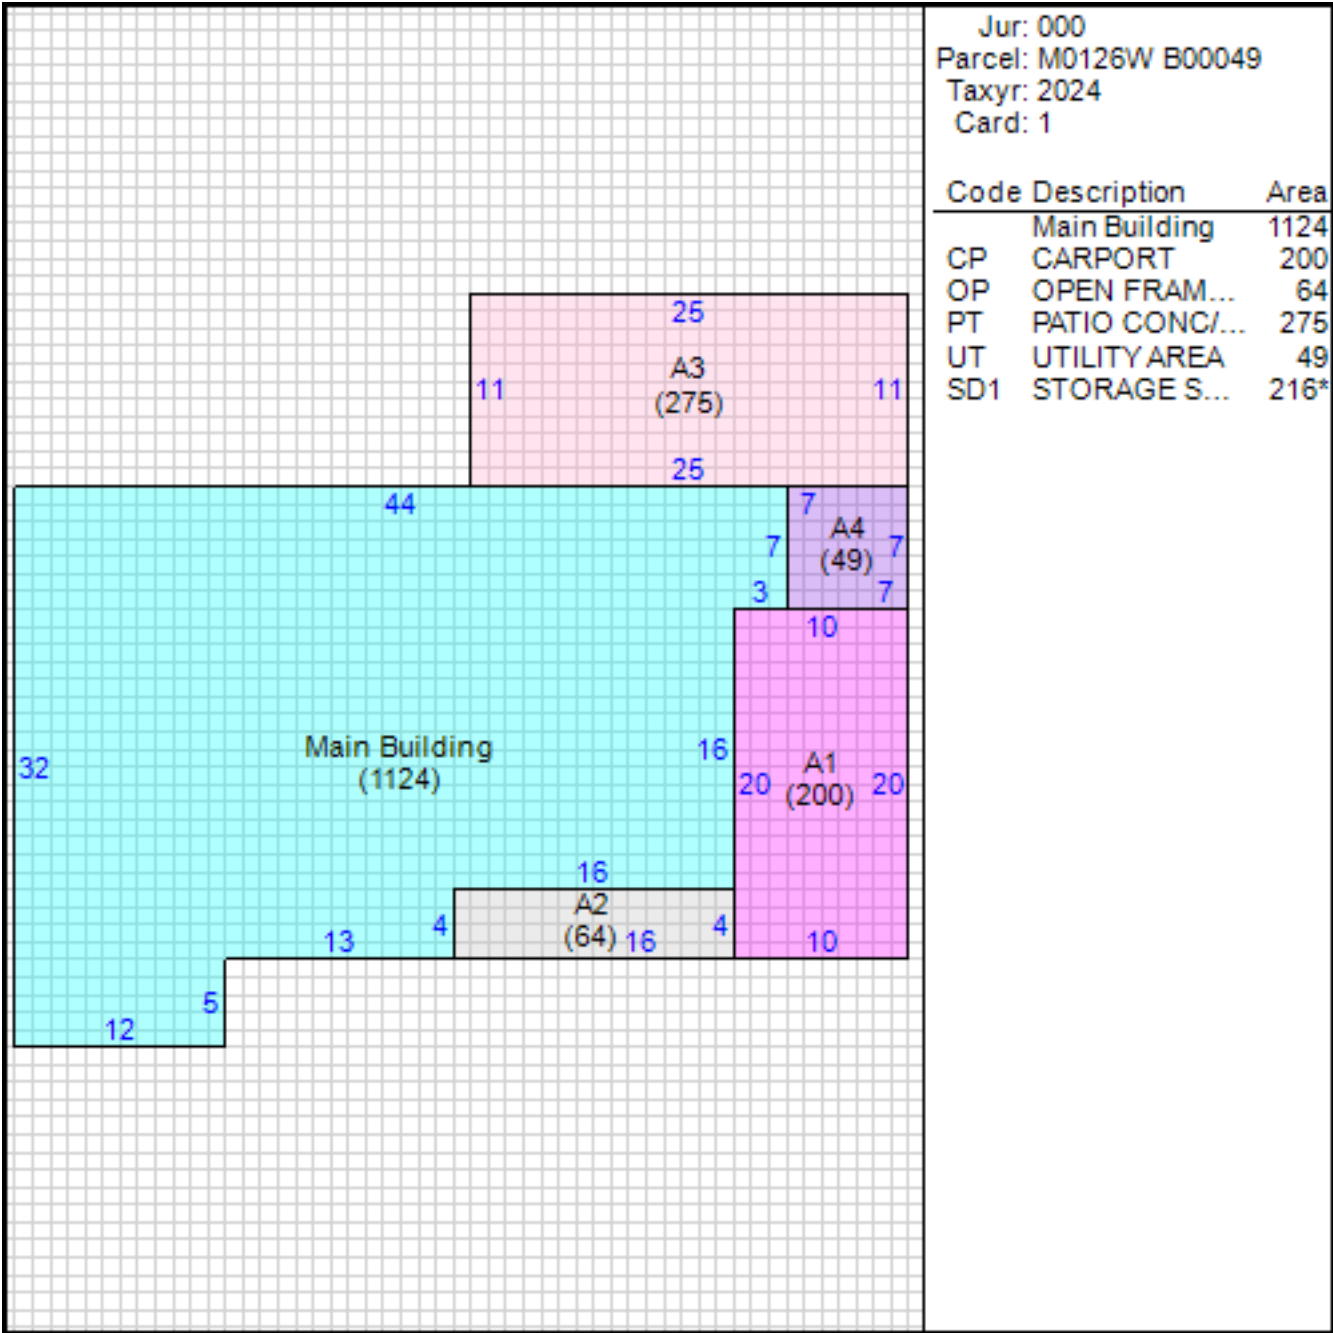 Jur: 000
Parcel: M0126W B00049
Taxyr: 2024
Card: 1
Code Description Area
Main Building 1124
CP CARPORT 200
OP OPEN FRAM... 64
PT PATIO CONC/... 275
UT UTILITY AREA 49
SD1 STORAGE S... 216*
25
A3
11 11
(275)
25
44 7
A4
7 7
(49)
3 7
10
Main Building
16
32
(1124)
A1
20 20
(200)
16
A2
4 4
(64) 16
13 10
5
12